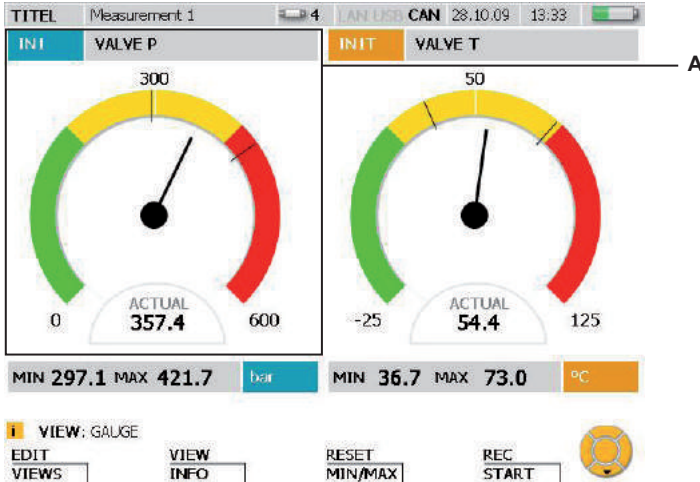 TITEL Measurement 1 4 LAN USB CAN 28.10.09 13:33
IN1 VALVE P IN1T VALVE T
A
300 50
ACTUAL ACTUAL
0 357.4 600 -25 54.4 125
MIN 297.1 MAX 421.7 bar MIN 36.7 MAX 73.0 °C
i VIEW: GAUGE
EDIT VIEW RESET REC
VIEWS INFO MIN/MAX START